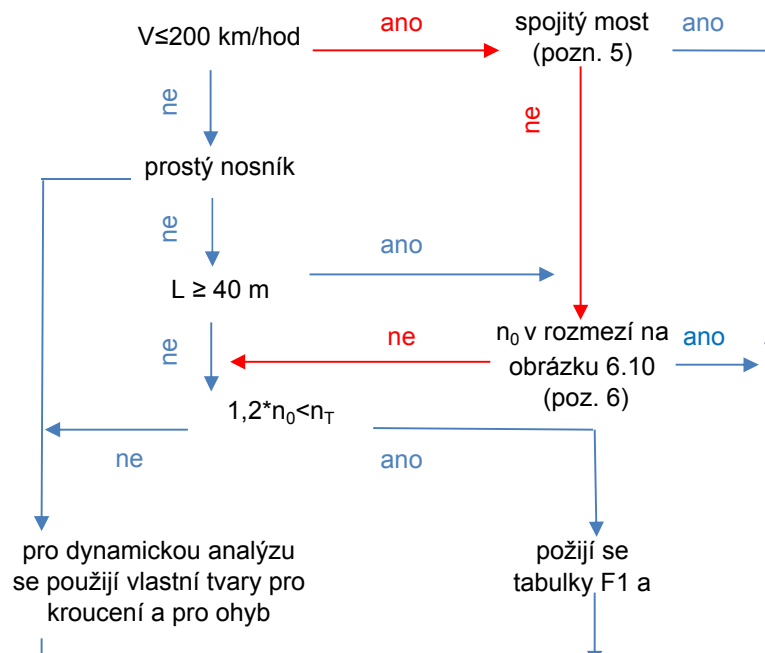 V≤200 km/hod
ano
spojitý most
(pozn. 5)
ano
ne
ne
prostý nosník
ne
ano
L ≥ 40 m
ne
ne
n₀ v rozmezí na
obrázku 6.10
(poz. 6)
ano
1,2*n₀<n_T
ne
ano
pro dynamickou analýzu
se použijí vlastní tvary pro
kroucení a pro ohyb
požijí se
tabulky F1 a